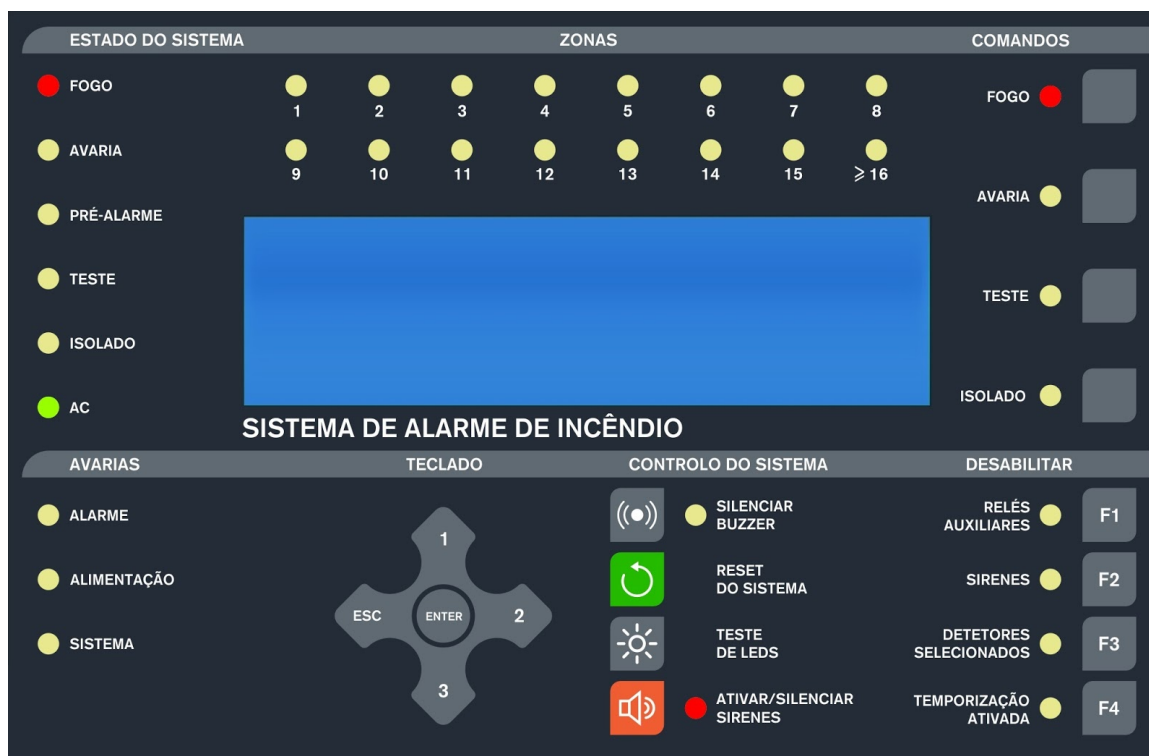 ESTADO DO SISTEMA
ZONAS
COMANDOS
FOGO
AVARIA
PRÉ-ALARME
TESTE
ISOLADO
AC
1 2 3 4 5 6 7 8
9 10 11 12 13 14 15 ⩾ 16
FOGO
AVARIA
TESTE
ISOLADO
SISTEMA DE ALARME DE INCÊNDIO
AVARIAS
TECLADO
CONTROLO DO SISTEMA
DESABILITAR
ALARME
ALIMENTAÇÃO
SISTEMA
1
ESC ENTER 2
3
SILENCIAR
BUZZER
RESET
DO SISTEMA
TESTE
DE LEDS
ATIVAR/SILENCIAR
SIRENES
RELÉS
AUXILIARES
F1
SIRENES
F2
DETETORES
SELECIONADOS
F3
TEMPORIZAÇÃO
ATIVADA
F4